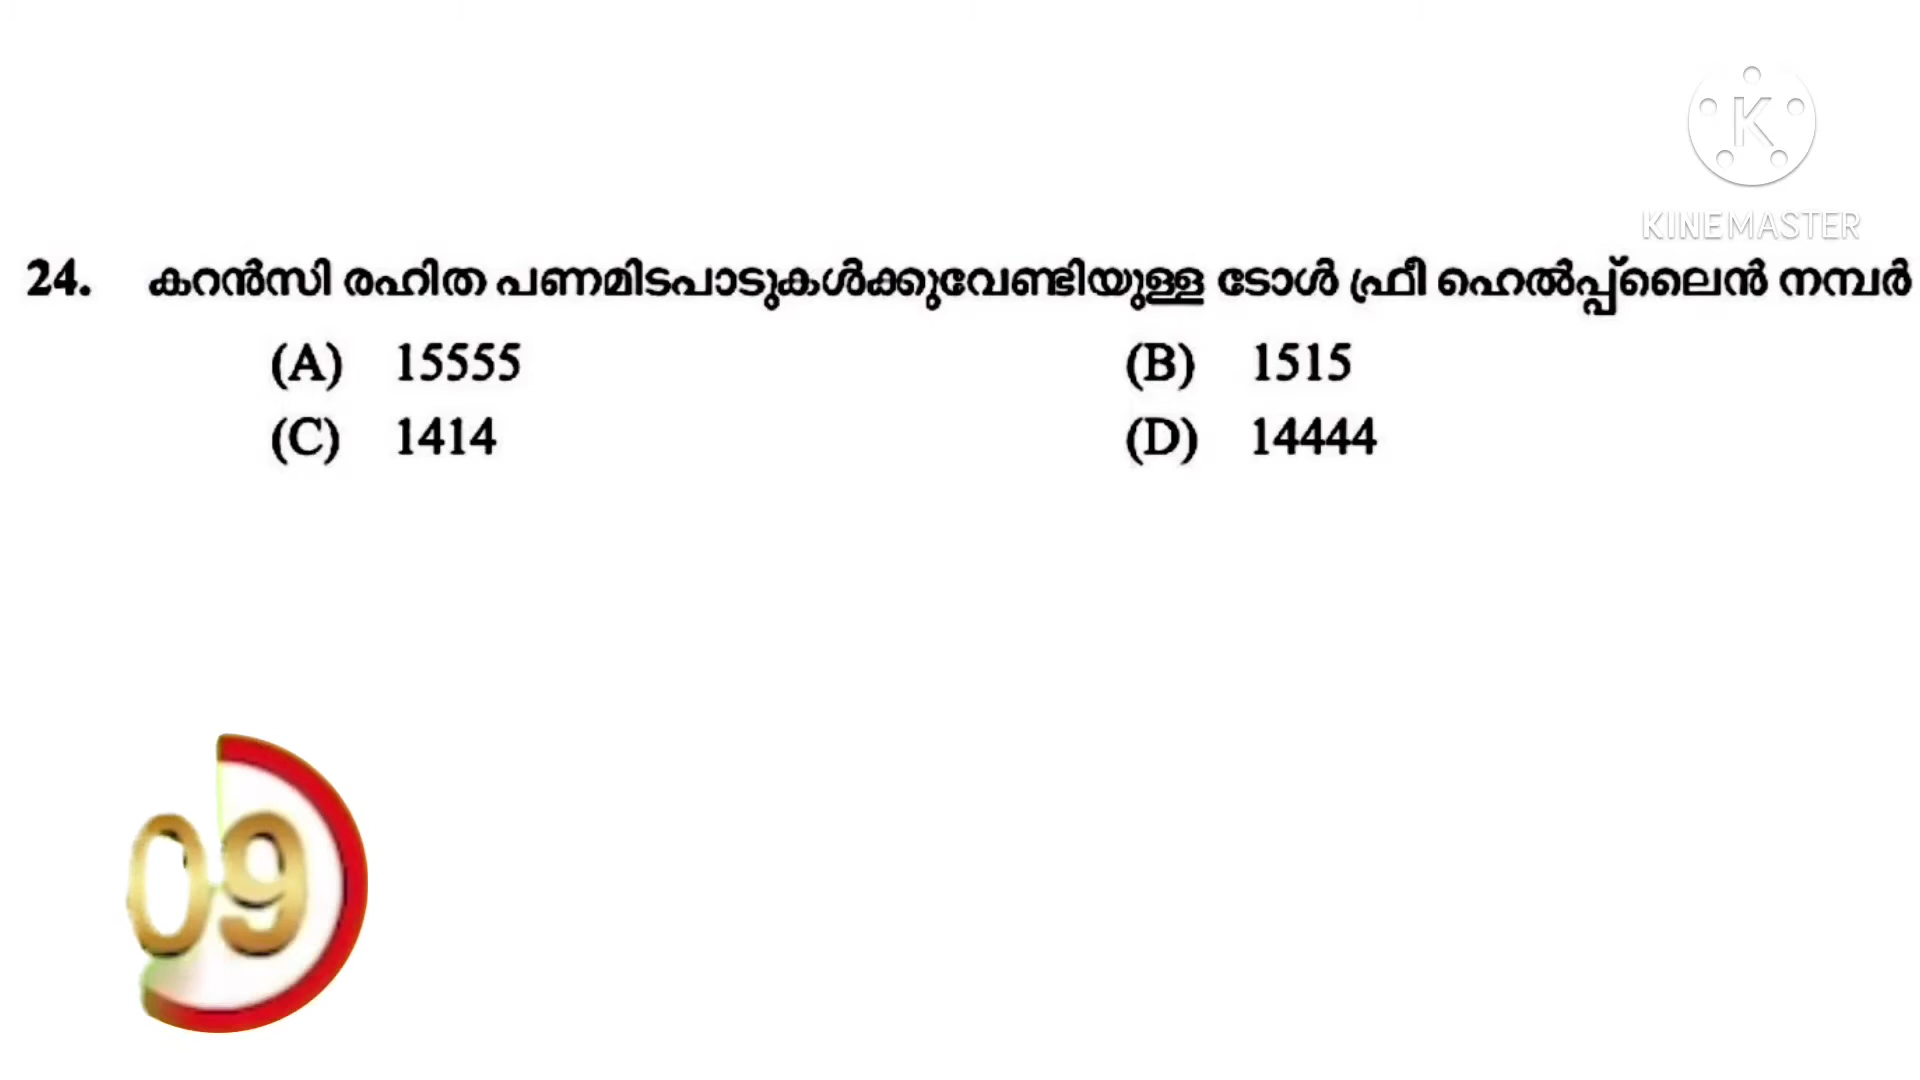 K
KINEMASTER
24. കറൻസി രഹിത പണമിടപാടുകൾക്കുവേണ്ടിയുള്ള ടോൾ ഫ്രീ ഹെൽപ്പ്ലൈൻ നമ്പർ
(A) 15555 (B) 1515
(C) 1414 (D) 14444
09